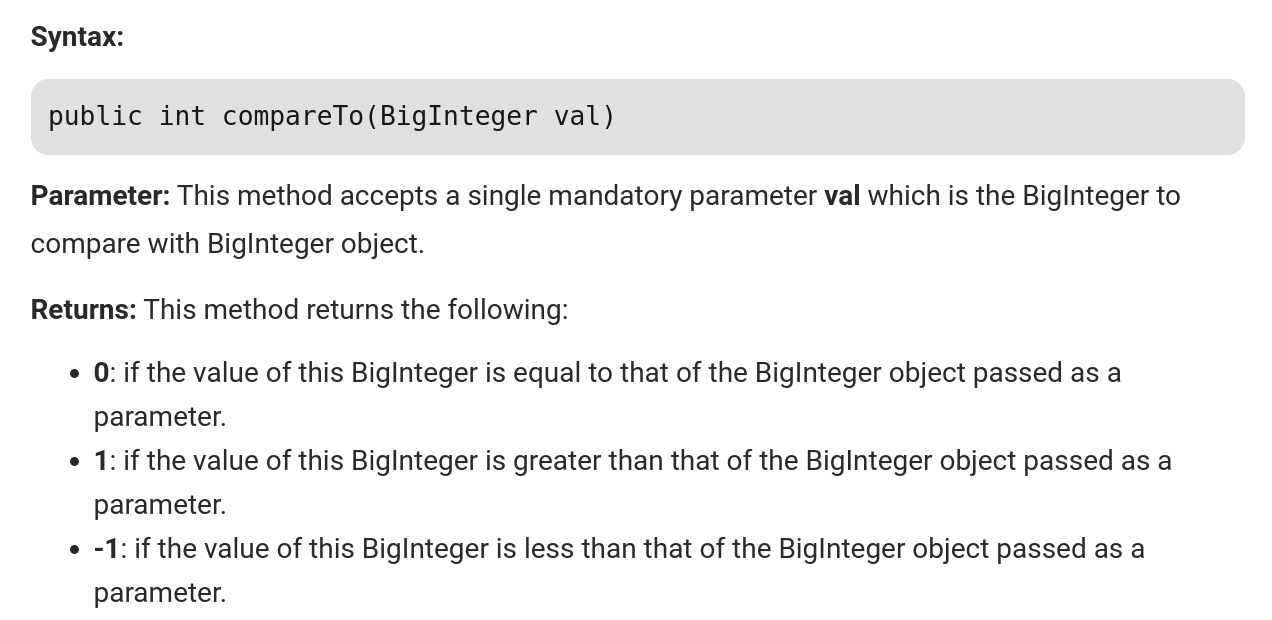 Syntax:
public int compareTo(BigInteger val)
Parameter: This method accepts a single mandatory parameter val which is the BigInteger to
compare with BigInteger object.
Returns: This method returns the following:
• 0: if the value of this BigInteger is equal to that of the BigInteger object passed as a
parameter.
• 1: if the value of this BigInteger is greater than that of the BigInteger object passed as a
parameter.
• -1: if the value of this BigInteger is less than that of the BigInteger object passed as a
parameter.